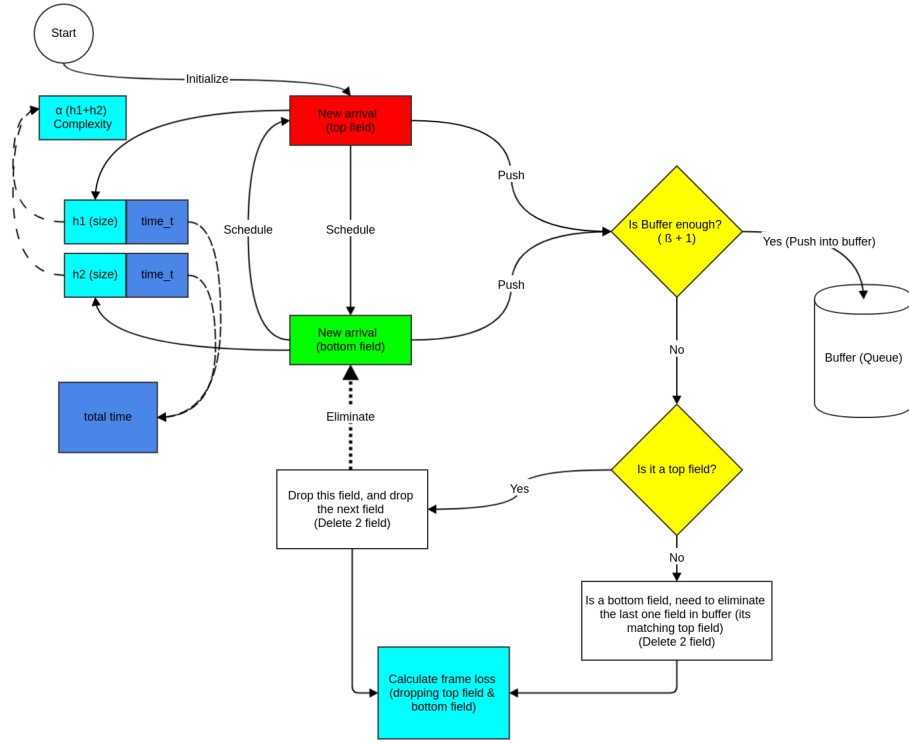 Start
Initialize
α (h1+h2)
Complexity
New arrival
(top field)
h1 (size)
time_t
h2 (size)
time_t
Schedule
Schedule
Push
Push
Is Buffer enough?
( ß + 1)
Yes (Push into buffer)
Buffer (Queue)
New arrival
(bottom field)
No
total time
Eliminate
Is it a top field?
Yes
Drop this field, and drop
the next field
(Delete 2 field)
No
Is a bottom field, need to eliminate
the last one field in buffer (its
matching top field)
(Delete 2 field)
Calculate frame loss
(dropping top field &
bottom field)